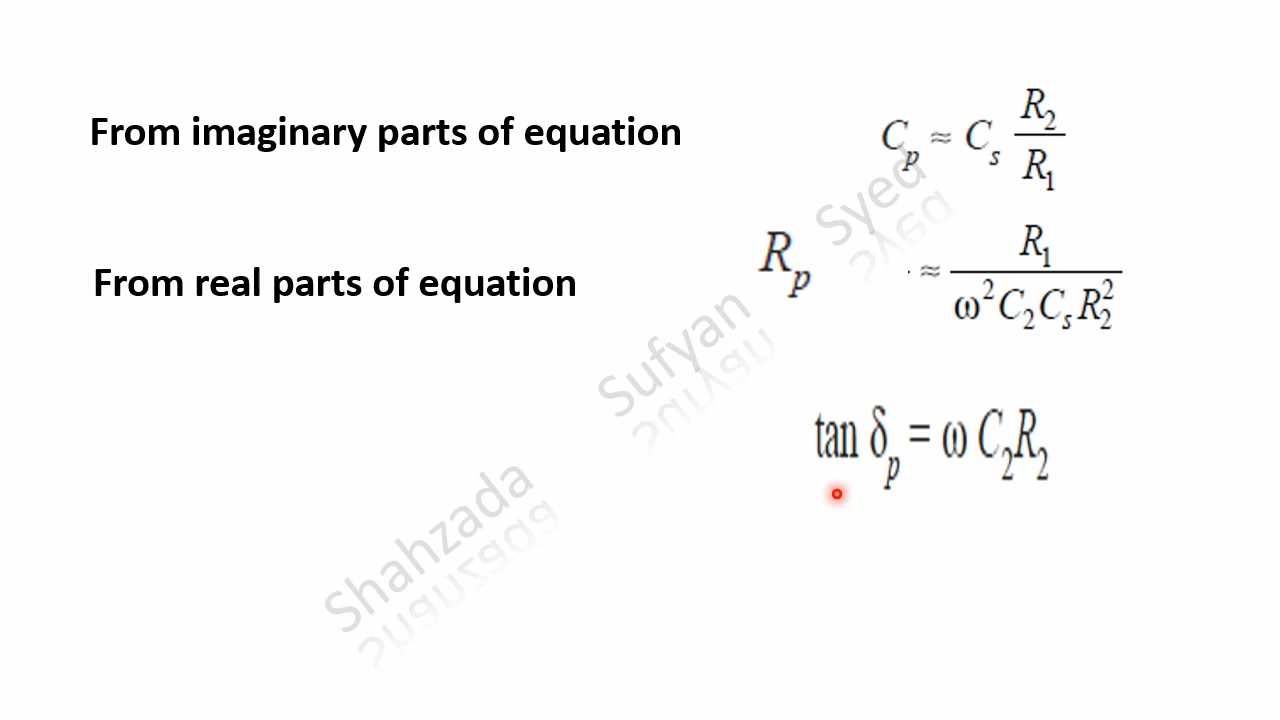 From imaginary parts of equation
C_p ≈ C_s R_2 / R_1
From real parts of equation
R_p ≈ R_1 / ω^2 C_2 C_s R_2^2
tan δ_p = ω C_2 R_2
Shahzada Sufyan Syed